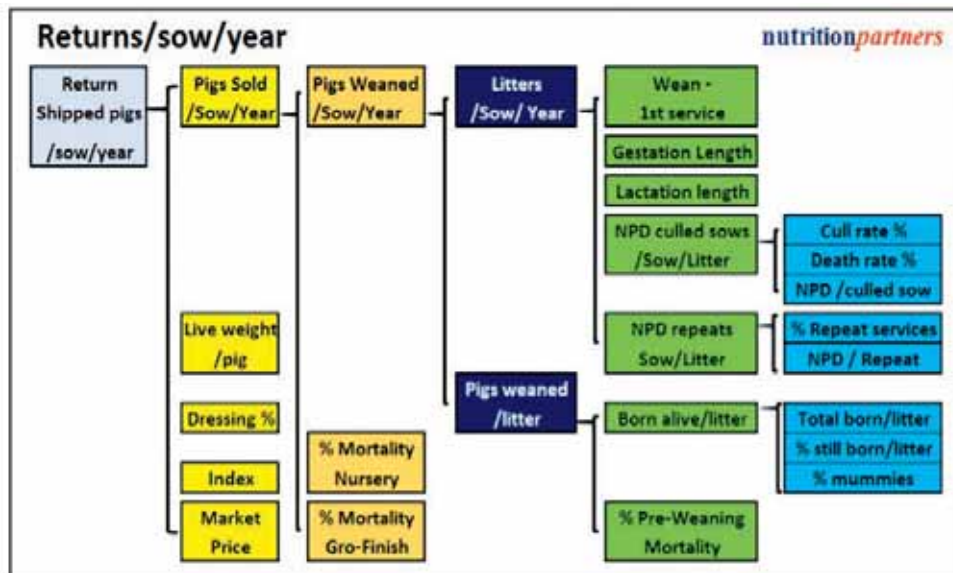 Returns/sow/year
nutritionpartners
Return
Shipped pigs
/sow/year
Pigs Sold
/Sow/Year
Live weight
/pig
Dressing %
Index
Market
Price
Pigs Weaned
/Sow/Year
% Mortality
Nursery
% Mortality
Gro-Finish
Litters
/Sow/ Year
Pigs weaned
/litter
Wean -
1st service
Gestation Length
Lactation length
NPD culled sows
/Sow/Litter
NPD repeats
Sow/Litter
Born alive/litter
% Pre-Weaning
Mortality
Cull rate %
Death rate %
NPD /culled sow
% Repeat services
NPD / Repeat
Total born/litter
% still born/litter
% mummies